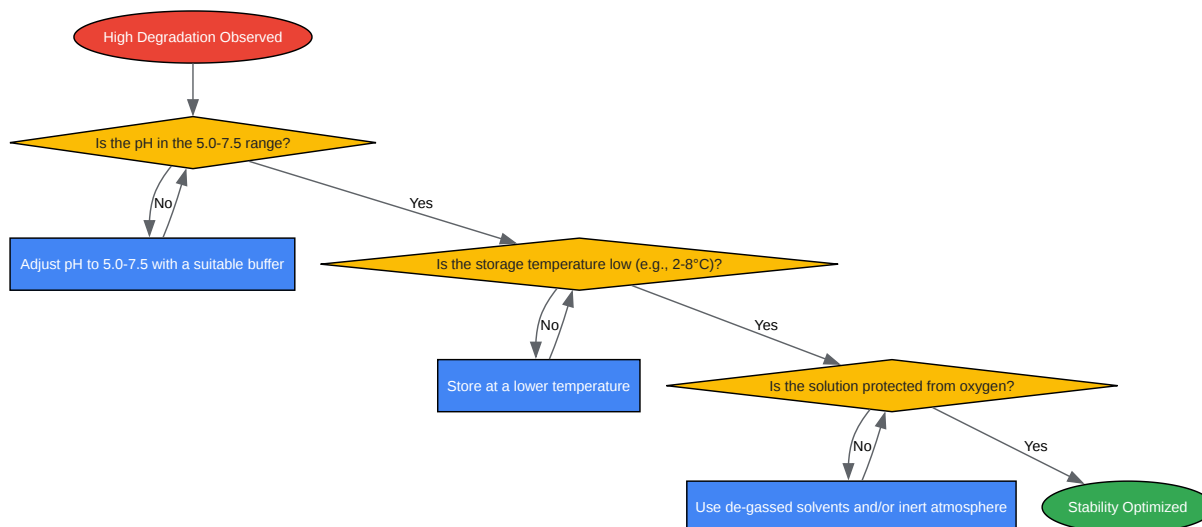 High Degradation Observed
Is the pH in the 5.0-7.5 range?
No
Yes
Adjust pH to 5.0-7.5 with a suitable buffer
Is the storage temperature low (e.g., 2-8°C)?
No
Yes
Store at a lower temperature
Is the solution protected from oxygen?
No
Yes
Use de-gassed solvents and/or inert atmosphere
Stability Optimized